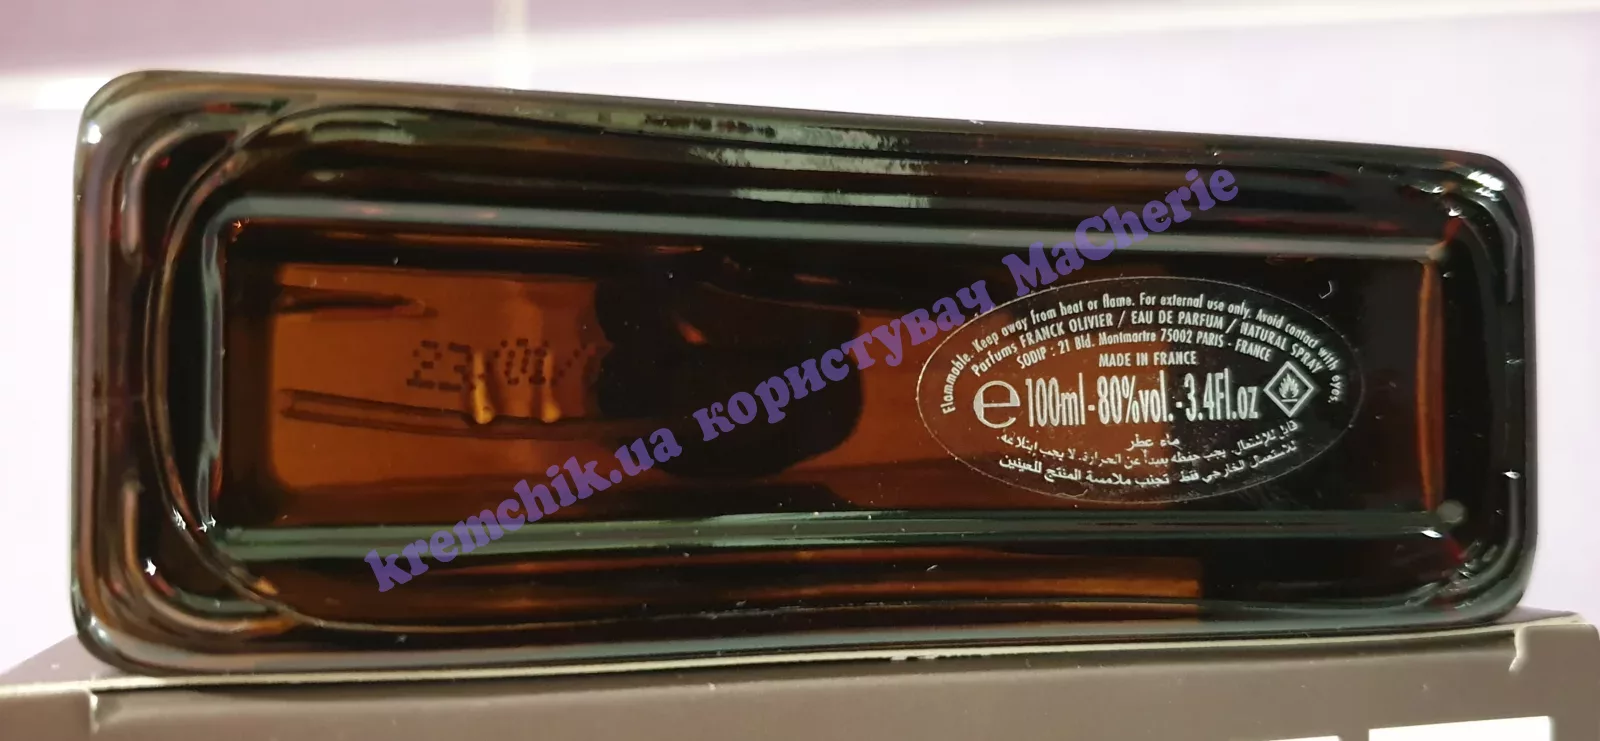 Flammable. Keep away from heat or flame. For external use only. Avoid contact with eyes.
Parfums FRANCK OLIVIER / EAU DE PARFUM / NATURAL SPRAY
SODIP : 21 Bld. Montmartre 75002 PARIS - FRANCE
MADE IN FRANCE
e 100ml - 80%vol. - 3.4Fl.oz
ماء عطر
قابل للاشتعال. يجب حفظه بعيداً عن الحرارة. لا يجب إبتلاعه
للاستعمال الخارجي فقط. تجنب ملامسة المنتج للعينين
kremchik.ua користувач MaCherie